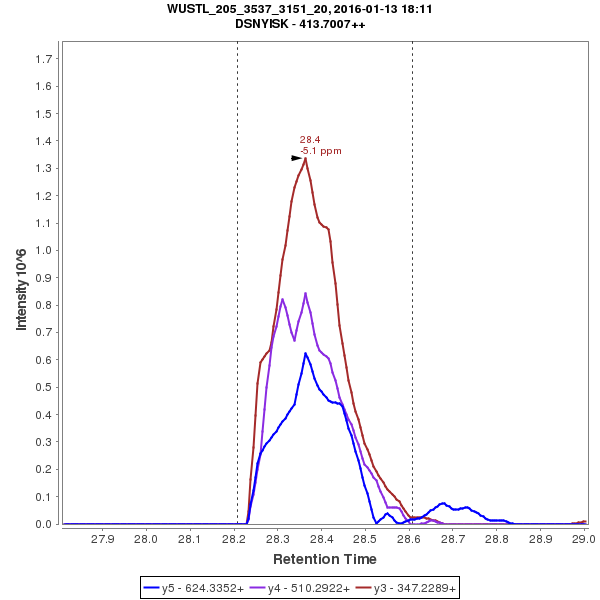 WUSTL_205_3537_3151_20, 2016-01-13 18:11
DSNYISK - 413.7007++
1.7
1.6
1.5
1.4
1.3
1.2
1.1
1.0
0.9
0.8
0.7
0.6
0.5
0.4
0.3
0.2
0.1
0.0
Intensity 10^6
28.4
-5.1 ppm
27.9 28.0 28.1 28.2 28.3 28.4 28.5 28.6 28.7 28.8 28.9 29.0
Retention Time
y5 - 624.3352+ y4 - 510.2922+ y3 - 347.2289+